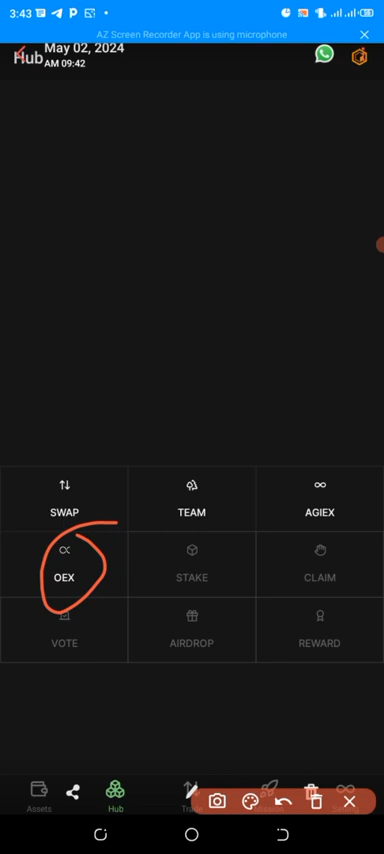 3:43
AZ Screen Recorder App is using microphone
Hub
May 02, 2024
AM 09:42
SWAP TEAM AGIEX
OEX STAKE CLAIM
VOTE AIRDROP REWARD
Assets Hub